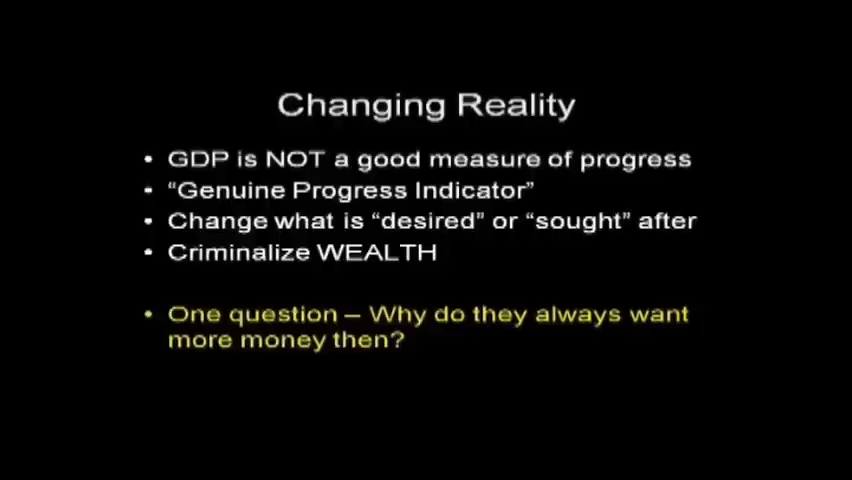 Changing Reality
• GDP is NOT a good measure of progress
• “Genuine Progress Indicator”
• Change what is “desired” or “sought” after
• Criminalize WEALTH
• One question – Why do they always want
more money then?